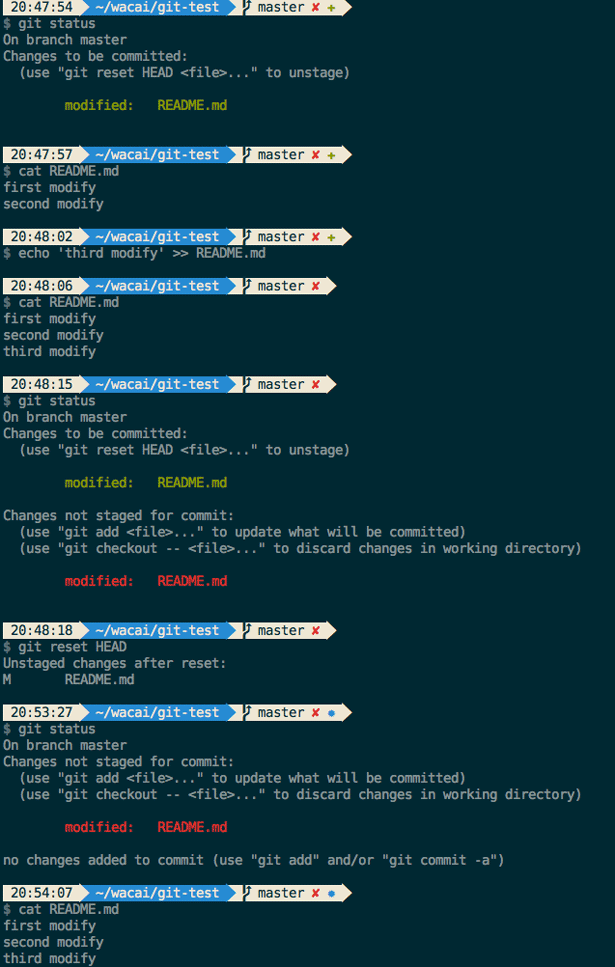 20:47:54 ~/wacai/git-test master ✘ ✚
$ git status
On branch master
Changes to be committed:
  (use "git reset HEAD <file>..." to unstage)
        modified:   README.md
20:47:57 ~/wacai/git-test master ✘ ✚
$ cat README.md
first modify
second modify
20:48:02 ~/wacai/git-test master ✘ ✚
$ echo 'third modify' >> README.md
20:48:06 ~/wacai/git-test master ✘
$ cat README.md
first modify
second modify
third modify
20:48:15 ~/wacai/git-test master ✘
$ git status
On branch master
Changes to be committed:
  (use "git reset HEAD <file>..." to unstage)
        modified:   README.md
Changes not staged for commit:
  (use "git add <file>..." to update what will be committed)
  (use "git checkout -- <file>..." to discard changes in working directory)
        modified:   README.md
20:48:18 ~/wacai/git-test master ✘
$ git reset HEAD
Unstaged changes after reset:
M       README.md
20:53:27 ~/wacai/git-test master ✘ ●
$ git status
On branch master
Changes not staged for commit:
  (use "git add <file>..." to update what will be committed)
  (use "git checkout -- <file>..." to discard changes in working directory)
        modified:   README.md
no changes added to commit (use "git add" and/or "git commit -a")
20:54:07 ~/wacai/git-test master ✘ ●
$ cat README.md
first modify
second modify
third modify